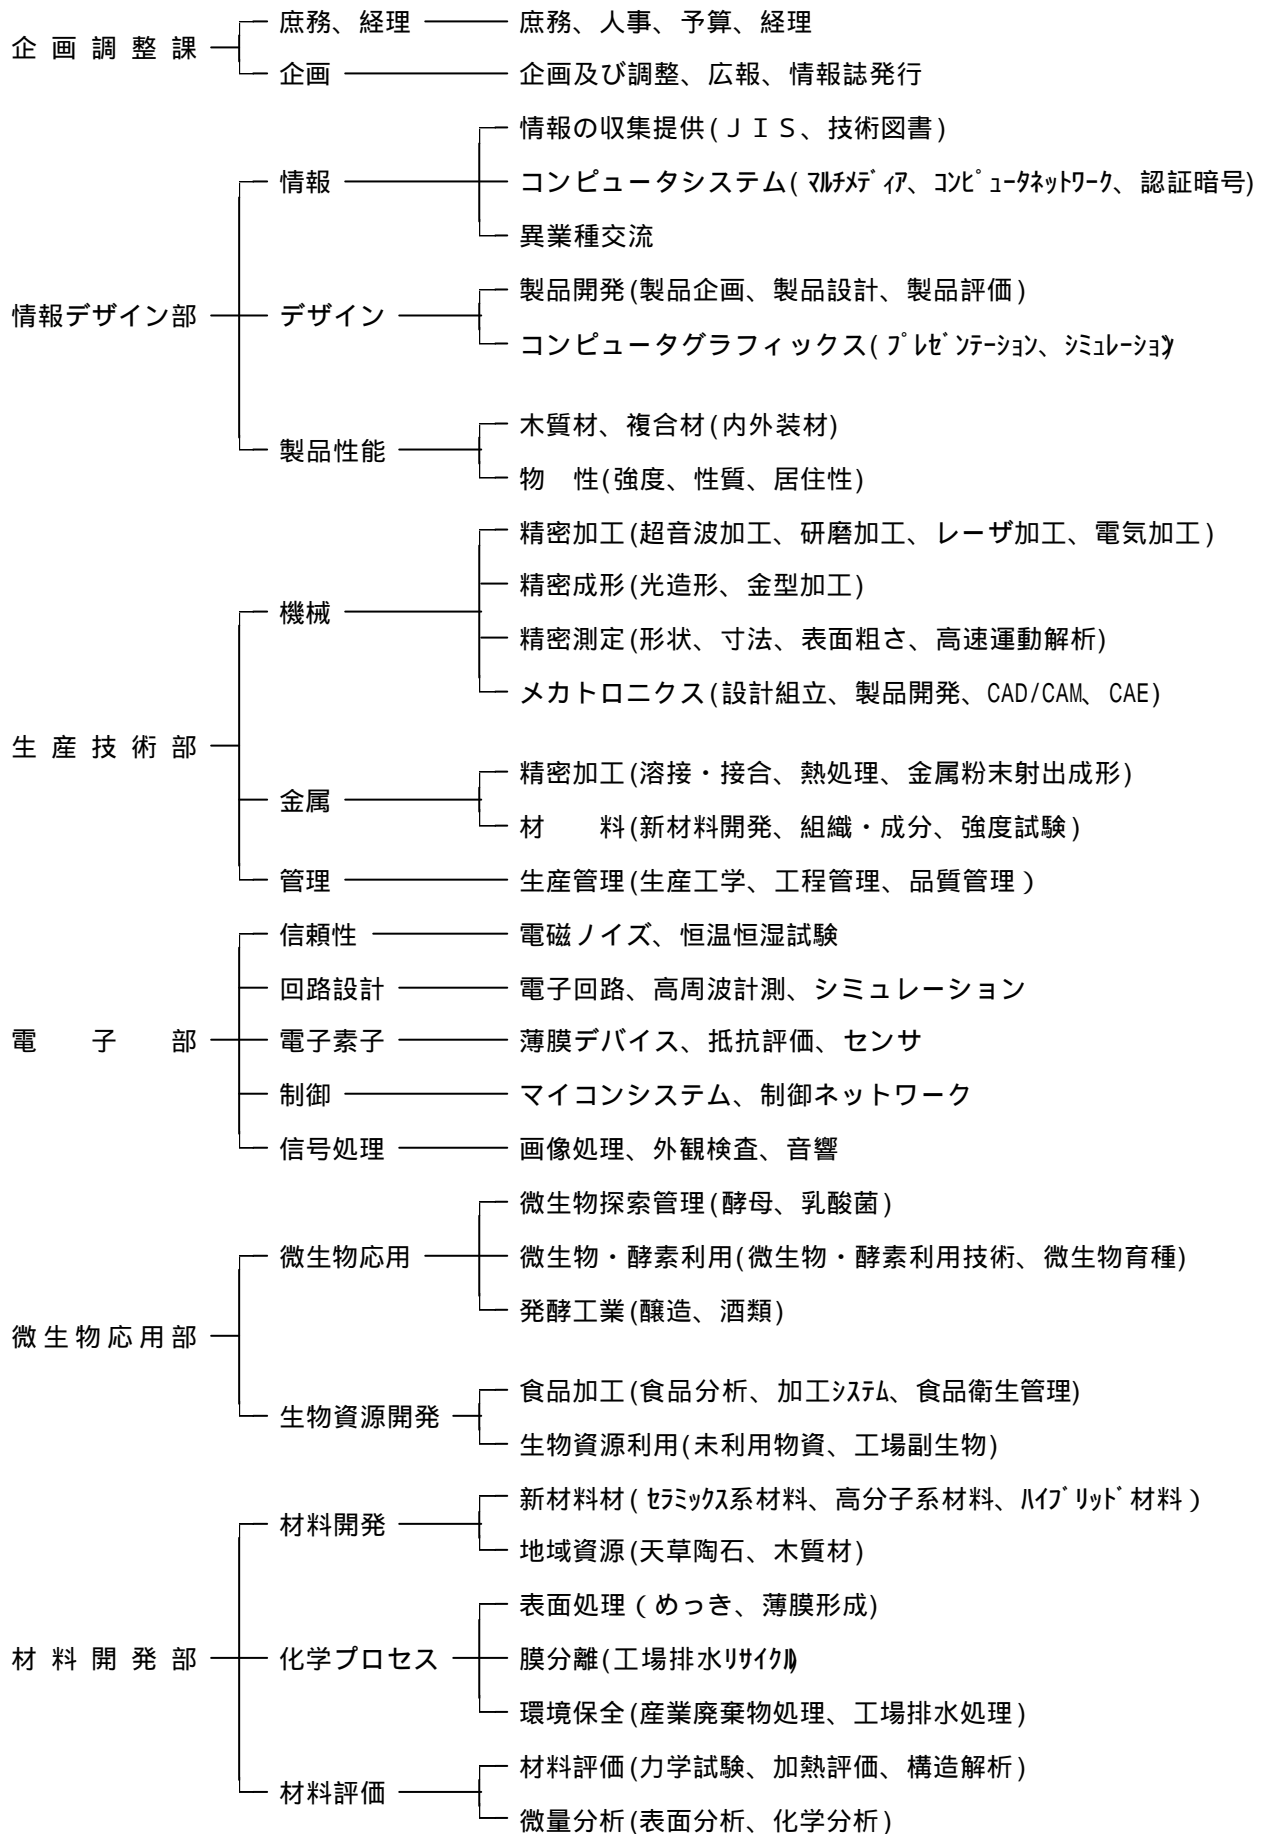 庶務、経理 庶務、人事、予算、経理
企画調整課
企画 企画及び調整、広報、情報誌発行
情報の収集提供(ＪＩＳ、技術図書)
情報 コンピュータシステム(ﾏﾙﾁﾒﾃﾞｨｱ、ｺﾝﾋﾟｭｰﾀﾈｯﾄﾜｰｸ、認証暗号)
異業種交流
製品開発(製品企画、製品設計、製品評価)
情報デザイン部 デザイン
コンピュータグラフィックス(ﾌﾟﾚｾﾞﾝﾃｰｼｮﾝ、ｼﾐｭﾚｰｼｮﾝ)
木質材、複合材(内外装材)
製品性能
物　性(強度、性質、居住性)
精密加工(超音波加工、研磨加工、レーザ加工、電気加工)
精密成形(光造形、金型加工)
機械
精密測定(形状、寸法、表面粗さ、高速運動解析)
メカトロニクス(設計組立、製品開発、CAD/CAM、CAE)
生産技術部
精密加工(溶接・接合、熱処理、金属粉末射出成形)
金属
材　　料(新材料開発、組織・成分、強度試験)
管理 生産管理(生産工学、工程管理、品質管理)
信頼性 電磁ノイズ、恒温恒湿試験
回路設計 電子回路、高周波計測、シミュレーション
電　子　部 電子素子 薄膜デバイス、抵抗評価、センサ
制御 マイコンシステム、制御ネットワーク
信号処理 画像処理、外観検査、音響
微生物探索管理(酵母、乳酸菌)
微生物応用 微生物・酵素利用(微生物・酵素利用技術、微生物育種)
発酵工業(醸造、酒類)
微生物応用部
食品加工(食品分析、加工ｼｽﾃﾑ、食品衛生管理)
生物資源開発
生物資源利用(未利用物資、工場副生物)
新材料材(ｾﾗﾐｯｸｽ系材料、高分子系材料、ﾊｲﾌﾞﾘｯﾄﾞ材料)
材料開発
地域資源(天草陶石、木質材)
表面処理(めっき、薄膜形成)
材料開発部 化学プロセス 膜分離(工場排水ﾘｻｲｸﾙ)
環境保全(産業廃棄物処理、工場排水処理)
材料評価(力学試験、加熱評価、構造解析)
材料評価
微量分析(表面分析、化学分析)